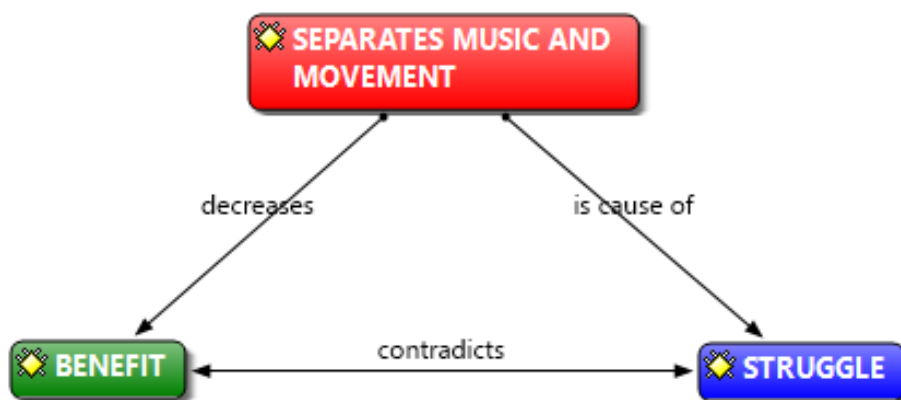 SEPARATES MUSIC AND
MOVEMENT
decreases
is cause of
contradicts
BENEFIT
STRUGGLE